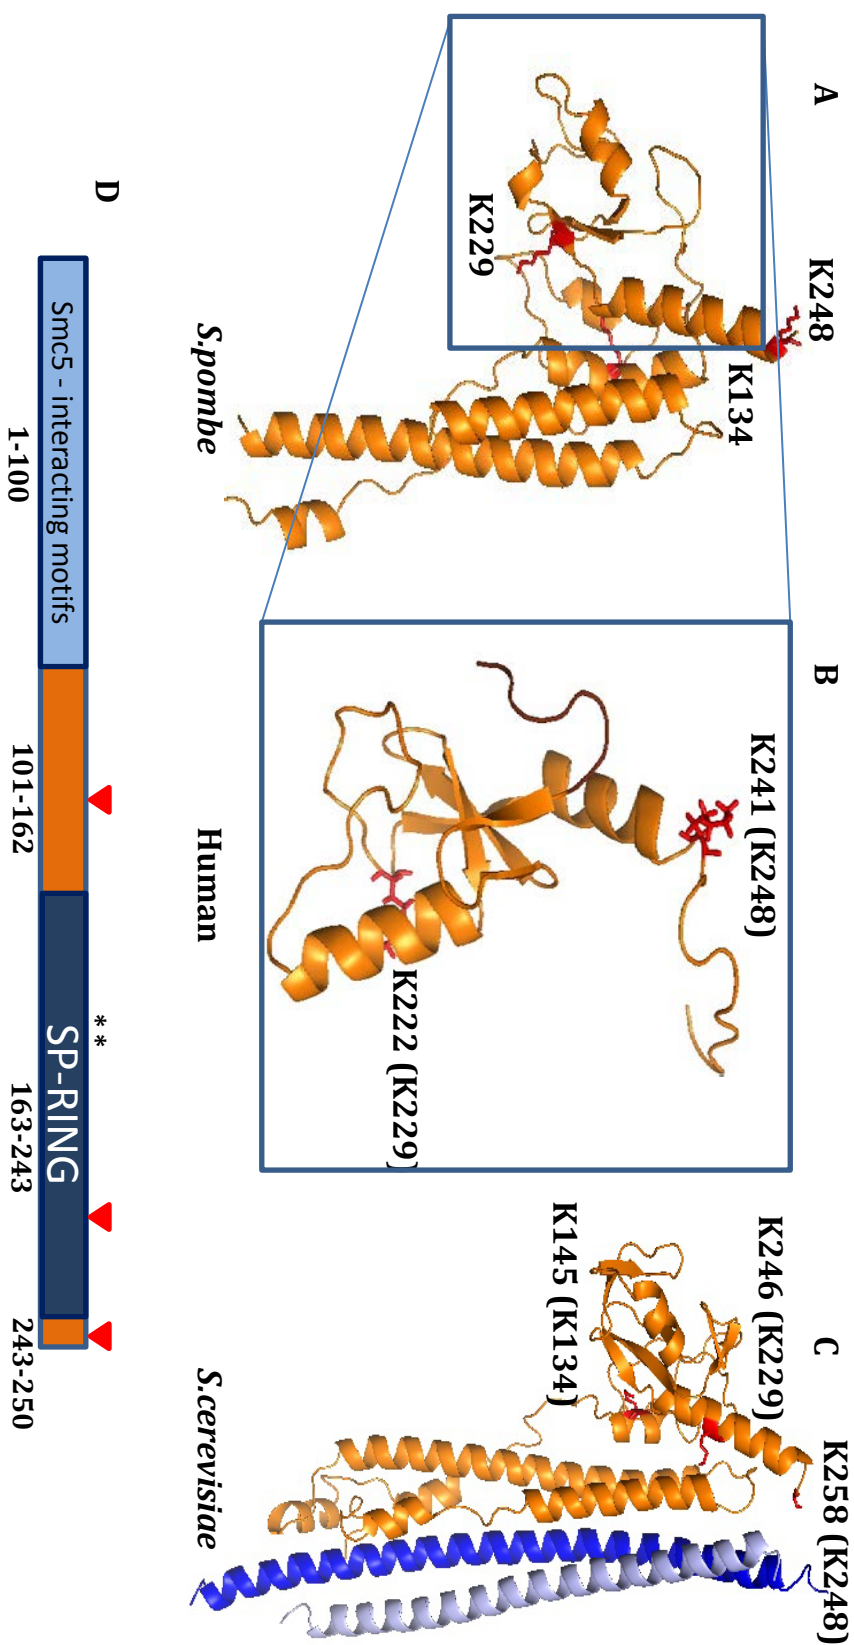 A
K248
K134
K229
S.pombe
B
K241 (K248)
K222 (K229)
Human
C
K258 (K248)
K246 (K229)
K145 (K134)
S.cerevisiae
D
**
Smc5 - interacting motifs
SP-RING
1-100
101-162
163-243
243-250